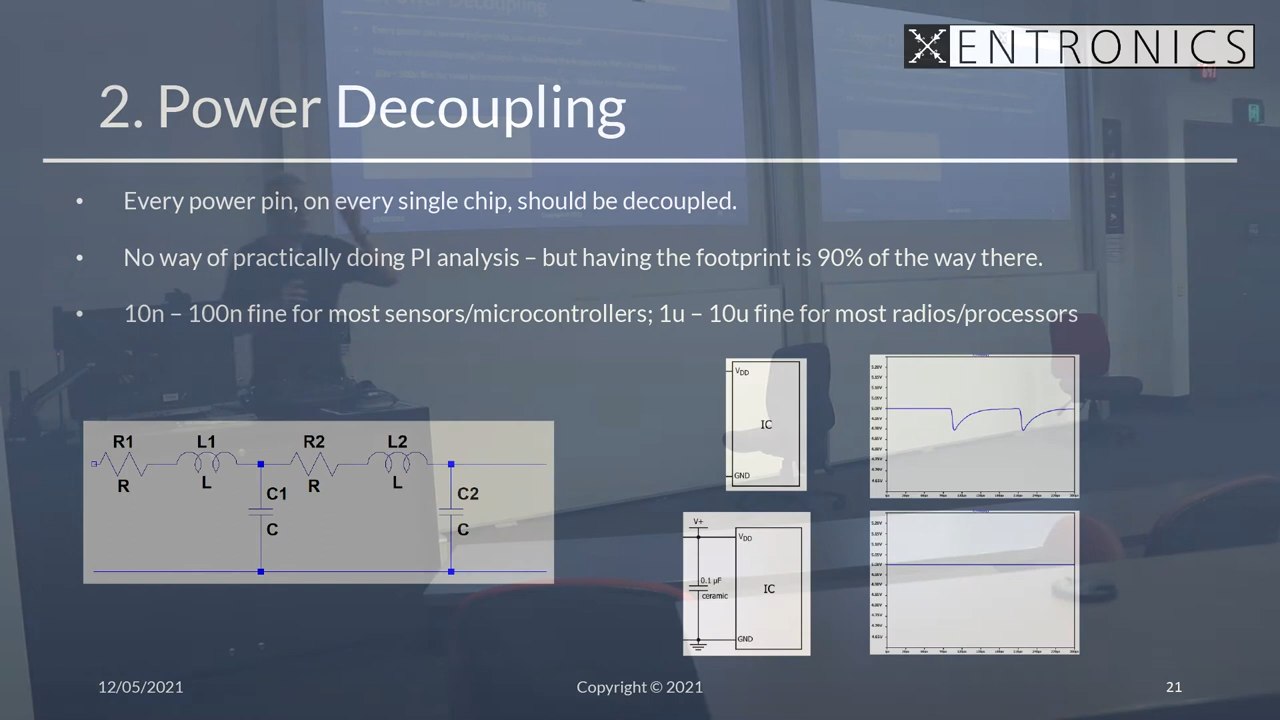 XENTRONICS
2. Power Decoupling
• Every power pin, on every single chip, should be decoupled.
• No way of practically doing PI analysis – but having the footprint is 90% of the way there.
• 10n – 100n fine for most sensors/microcontrollers; 1u – 10u fine for most radios/processors
R1 L1 R2 L2
R L R L
C1 C2
C C
VDD
IC
GND
V+
VDD
0.1 µF
ceramic
IC
GND
12/05/2021 Copyright © 2021 21